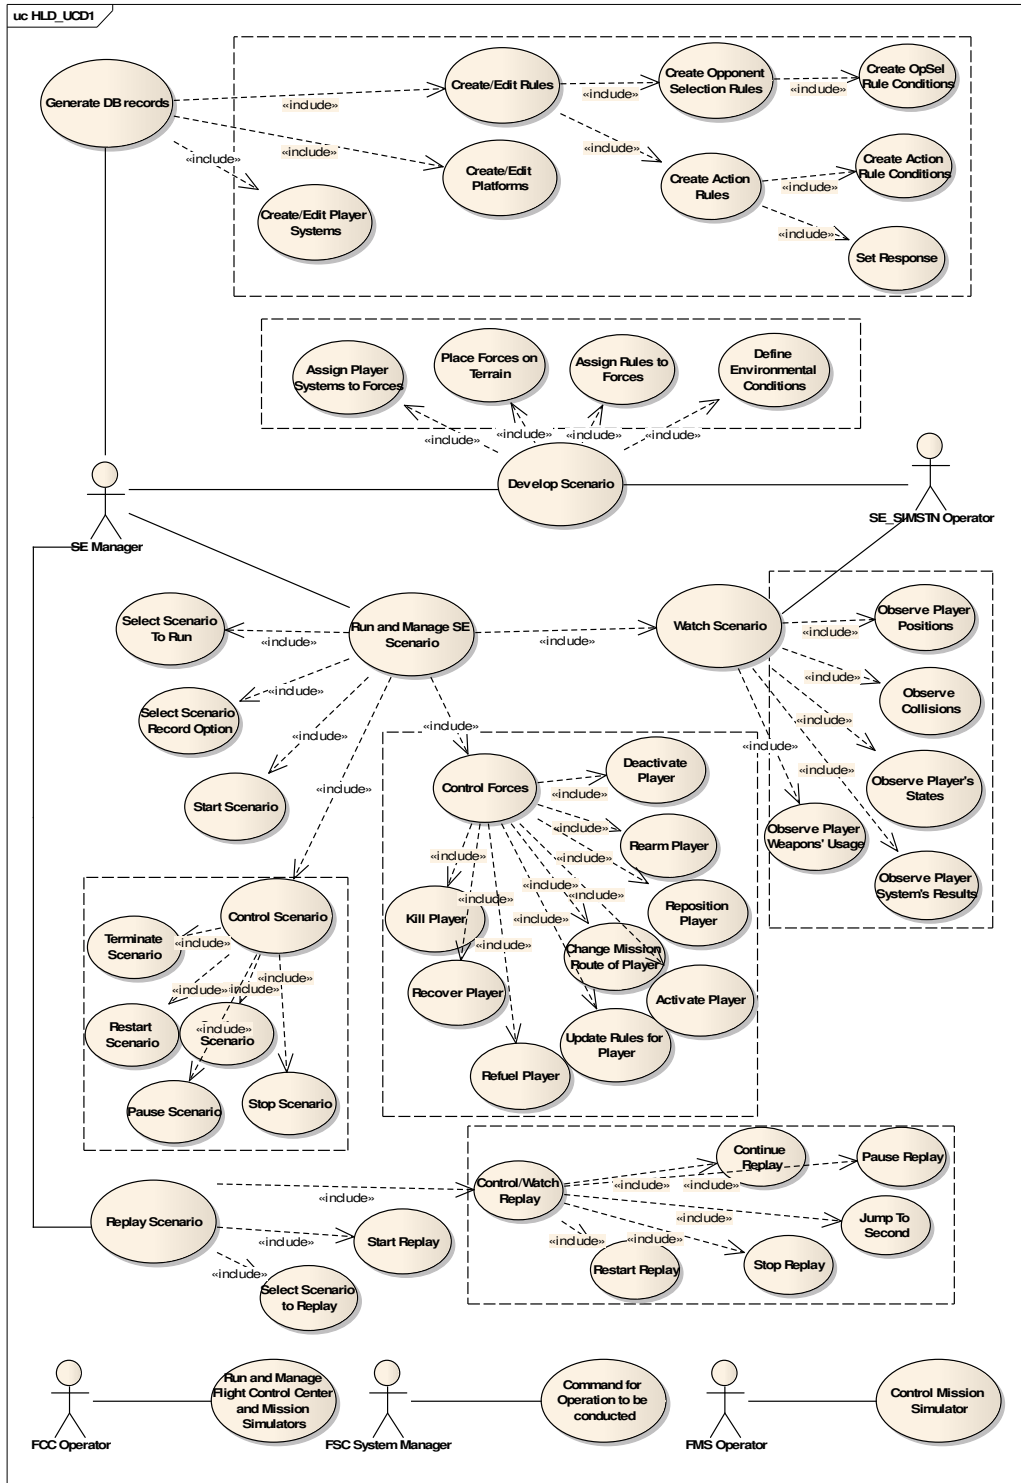 uc HLD_UCD1
Generate DB records
Create/Edit Rules
Create Opponent
Selection Rules
Create OpSel
Rule Conditions
«include»
«include»
«include»
«include»
«include»
«include»
Create/Edit
Platforms
Create Action
Rules
Create Action
Rule Conditions
«include»
«include»
Create/Edit Player
Systems
Set Response
Assign Player
Systems to Forces
Place Forces on
Terrain
Assign Rules to
Forces
Define
Environmental
Conditions
«include»
«include»
«include»
«include»
Develop Scenario
SE Manager
SE_SIMSTN Operator
Select Scenario
To Run
«include»
Run and Manage SE
Scenario
«include»
Watch Scenario
«include»
Observe Player
Positions
«include»
Observe
Collisions
Select Scenario
Record Option
«include»
«include»
«include»
«include»
«include»
«include»
«include»
Start Scenario
Observe Player's
States
Observe Player
Weapons' Usage
Observe Player
System's Results
Control Forces
«include»
Deactivate
Player
«include»
Rearm Player
«include»
«include»
«include»
«include»
«include»
«include»
«include»
«include»
Reposition
Player
Kill Player
Change Mission
Route of Player
Recover Player
Activate Player
Update Rules for
Player
Refuel Player
Control Scenario
Terminate
Scenario
«include»
«include»
«include»
«include»
«include»
Restart
Scenario
Scenario
Pause Scenario
Stop Scenario
Replay Scenario
«include»
Control/Watch
Replay
Continue
Replay
Pause Replay
«include»
«include»
«include»
«include»
«include»
Jump To
Second
«include»
Start Replay
«include»
Select Scenario
to Replay
Restart Replay
Stop Replay
FCC Operator
Run and Manage
Flight Control Center
and Mission
Simulators
FSC System Manager
Command for
Operation to be
conducted
FMS Operator
Control Mission
Simulator